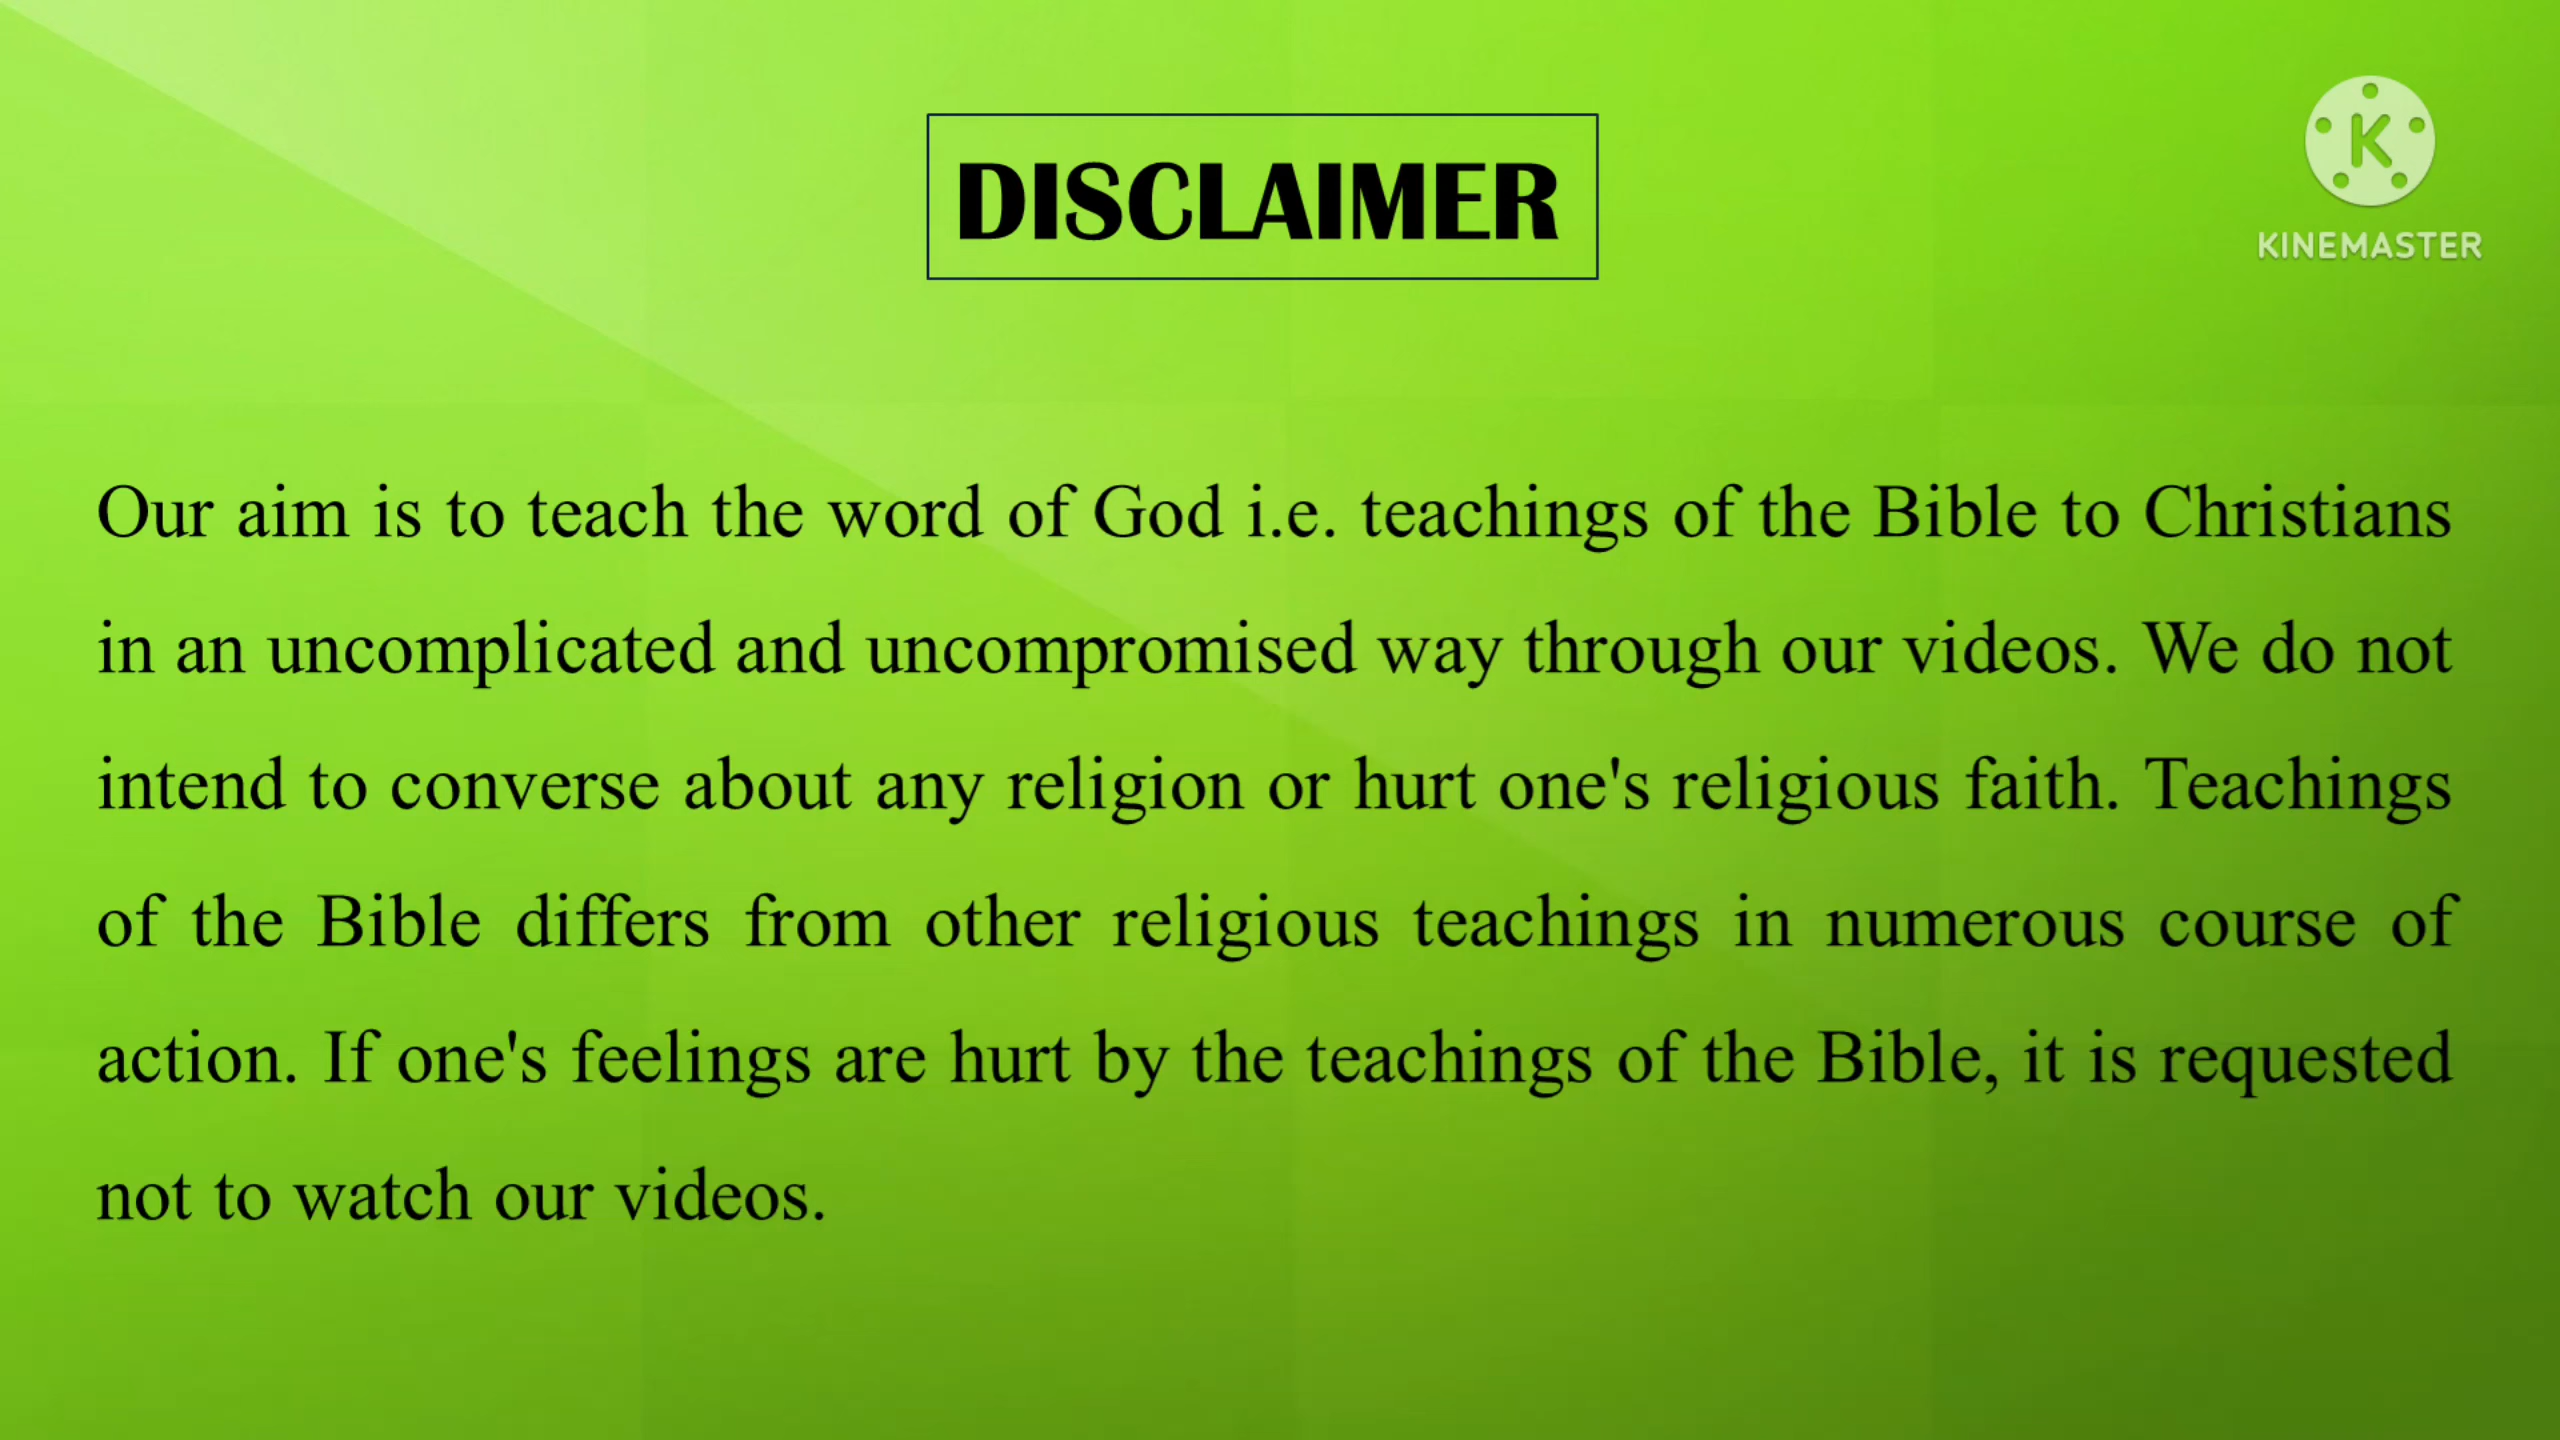 DISCLAIMER
K
KINEMASTER
Our aim is to teach the word of God i.e. teachings of the Bible to Christians
in an uncomplicated and uncompromised way through our videos. We do not
intend to converse about any religion or hurt one's religious faith. Teachings
of the Bible differs from other religious teachings in numerous course of
action. If one's feelings are hurt by the teachings of the Bible, it is requested
not to watch our videos.